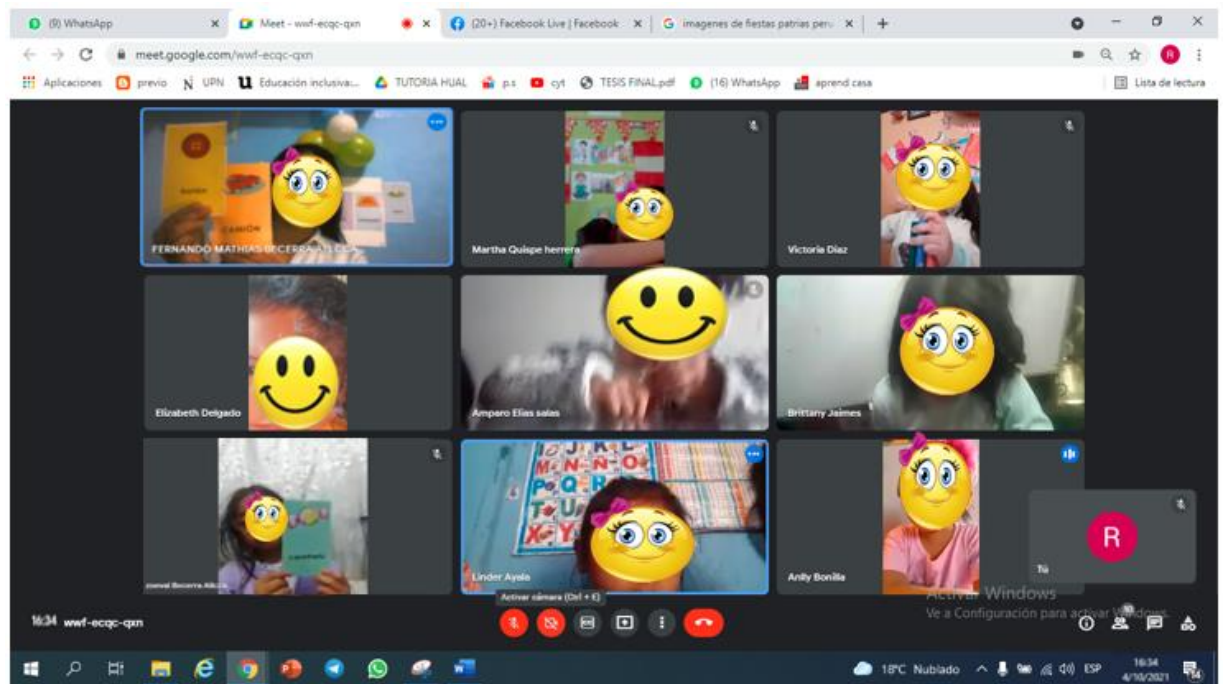 (9) WhatsApp
Meet - wwf-ecqc-qxn
(20+) Facebook Live | Facebook
imagenes de fiestas patrias peru
meet.google.com/wwf-ecqc-qxn
R
Aplicaciones
previo
UPN
Educación inclusiva:...
TUTORIA HUAL
p.s
cyt
TESIS FINAL.pdf
(16) WhatsApp
aprend casa
Lista de lectura
CAMIÓN
FERNANDO MATHIAS BECERRA
Martha Quispe herrera
Victoria Diaz
Elizabeth Delgado
Amparo Elias salas
Brittany Jaimes
Becerra
I J K L
M N Ñ O
P Q R
T U
X Y
Linder Ayala
Anlly Bonilla
R
Tú
Activar cámara (Ctrl + E)
Activar Windows
Ve a Configuración para activar Windows.
16:34 wwf-ecqc-qxn
10
18°C Nublado
ESP
16:34
4/10/2021
14